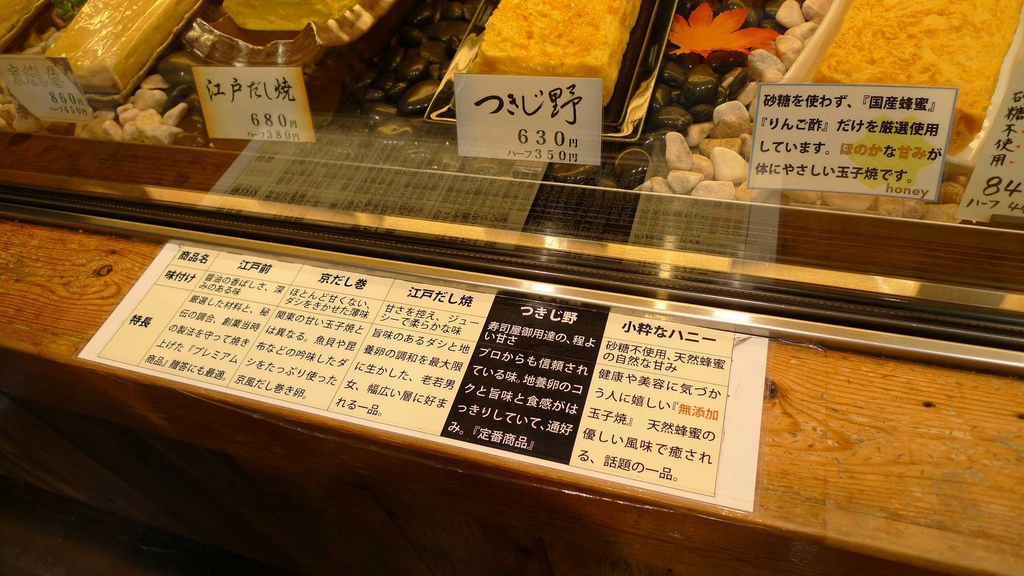 京だし巻
860円
ハーフ450円
江戸だし焼
680円
ハーフ380円
つきじ野
630円
ハーフ350円
砂糖を使わず、『国産蜂蜜』
『りんご酢』だけを厳選使用
しています。ほのかな甘みが
体にやさしい玉子焼です。
honey
砂糖不使用
84
ハーフ 4
商品名
味付け
特長
江戸前
醤油の香ばしさ、深
みのある味
厳選した材料と、秘
伝の調合、創業当時
の製法を守って焼き
上げた『プレミアム
商品』贈答にも最適。
京だし巻
ほとんど甘くない、
ダシをきかせた薄味
関東の甘い玉子焼と
は異なる。魚貝や昆
布などの吟味したダ
シをたっぷり使った
京風だし巻き卵。
江戸だし焼
甘さを控え、ジュー
シーで柔らかな味
旨味のあるダシと地
養卵の調和を最大限
に生かした、老若男
女、幅広い層に好ま
れる一品。
つきじ野
寿司屋御用達の、程よ
い甘さ
プロからも信頼され
ている味。地養卵のコ
クと旨味と食感がは
っきりしていて、通好
み。『定番商品』
小粋なハニー
砂糖不使用、天然蜂蜜
の自然な甘み
健康や美容に気づか
う人に嬉しい『無添加
玉子焼』 天然蜂蜜の
優しい風味で癒され
る、話題の一品。